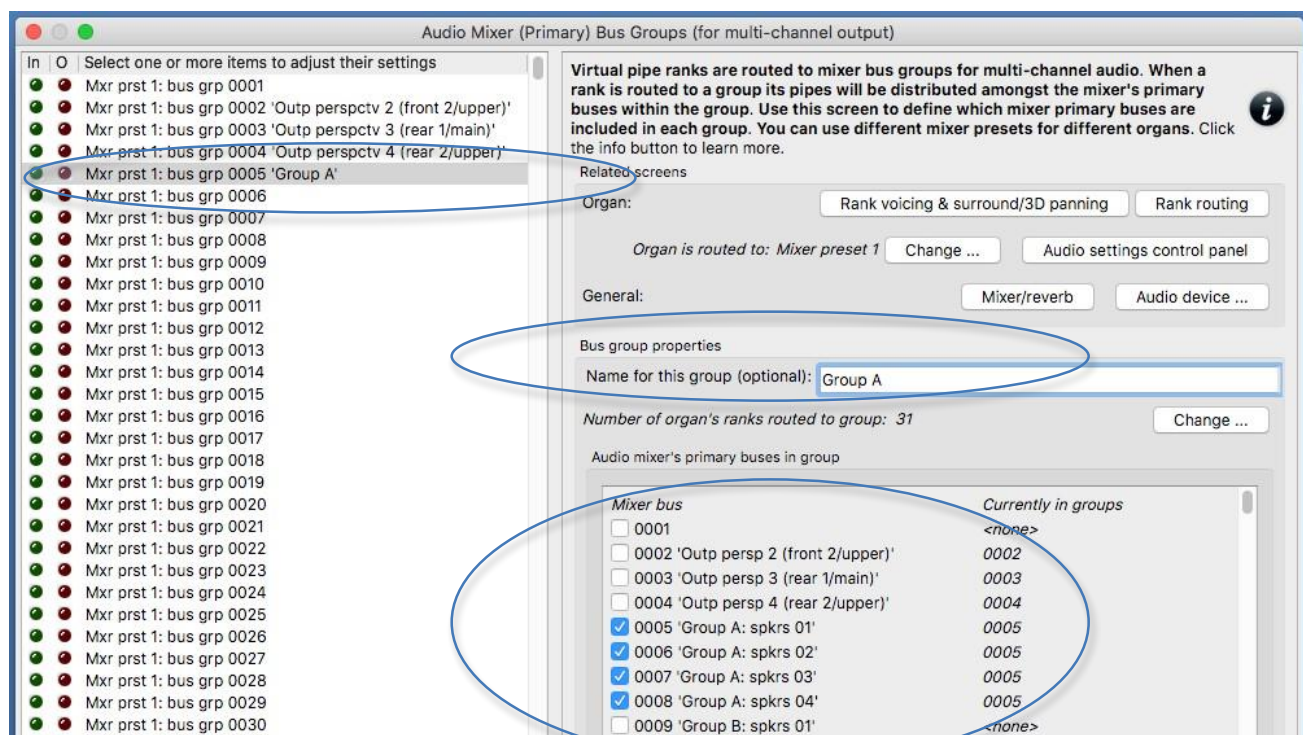 Audio Mixer (Primary) Bus Groups (for multi-channel output)
In O Select one or more items to adjust their settings
Mxr prst 1: bus grp 0001
Mxr prst 1: bus grp 0002 'Outp perspctv 2 (front 2/upper)'
Mxr prst 1: bus grp 0003 'Outp perspctv 3 (rear 1/main)'
Mxr prst 1: bus grp 0004 'Outp perspctv 4 (rear 2/upper)'
Mxr prst 1: bus grp 0005 'Group A'
Mxr prst 1: bus grp 0006
Mxr prst 1: bus grp 0007
Mxr prst 1: bus grp 0008
Mxr prst 1: bus grp 0009
Mxr prst 1: bus grp 0010
Mxr prst 1: bus grp 0011
Mxr prst 1: bus grp 0012
Mxr prst 1: bus grp 0013
Mxr prst 1: bus grp 0014
Mxr prst 1: bus grp 0015
Mxr prst 1: bus grp 0016
Mxr prst 1: bus grp 0017
Mxr prst 1: bus grp 0018
Mxr prst 1: bus grp 0019
Mxr prst 1: bus grp 0020
Mxr prst 1: bus grp 0021
Mxr prst 1: bus grp 0022
Mxr prst 1: bus grp 0023
Mxr prst 1: bus grp 0024
Mxr prst 1: bus grp 0025
Mxr prst 1: bus grp 0026
Mxr prst 1: bus grp 0027
Mxr prst 1: bus grp 0028
Mxr prst 1: bus grp 0029
Mxr prst 1: bus grp 0030
Virtual pipe ranks are routed to mixer bus groups for multi-channel audio. When a
rank is routed to a group its pipes will be distributed amongst the mixer's primary
buses within the group. Use this screen to define which mixer primary buses are
included in each group. You can use different mixer presets for different organs. Click
the info button to learn more.
i
Related screens
Organ: Rank voicing & surround/3D panning Rank routing
Organ is routed to: Mixer preset 1 Change ... Audio settings control panel
General: Mixer/reverb Audio device ...
Bus group properties
Name for this group (optional): Group A
Number of organ's ranks routed to group: 31 Change ...
Audio mixer's primary buses in group
Mixer bus Currently in groups
0001 <none>
0002 'Outp persp 2 (front 2/upper)' 0002
0003 'Outp persp 3 (rear 1/main)' 0003
0004 'Outp persp 4 (rear 2/upper)' 0004
0005 'Group A: spkrs 01' 0005
0006 'Group A: spkrs 02' 0005
0007 'Group A: spkrs 03' 0005
0008 'Group A: spkrs 04' 0005
0009 'Group B: spkrs 01' <none>